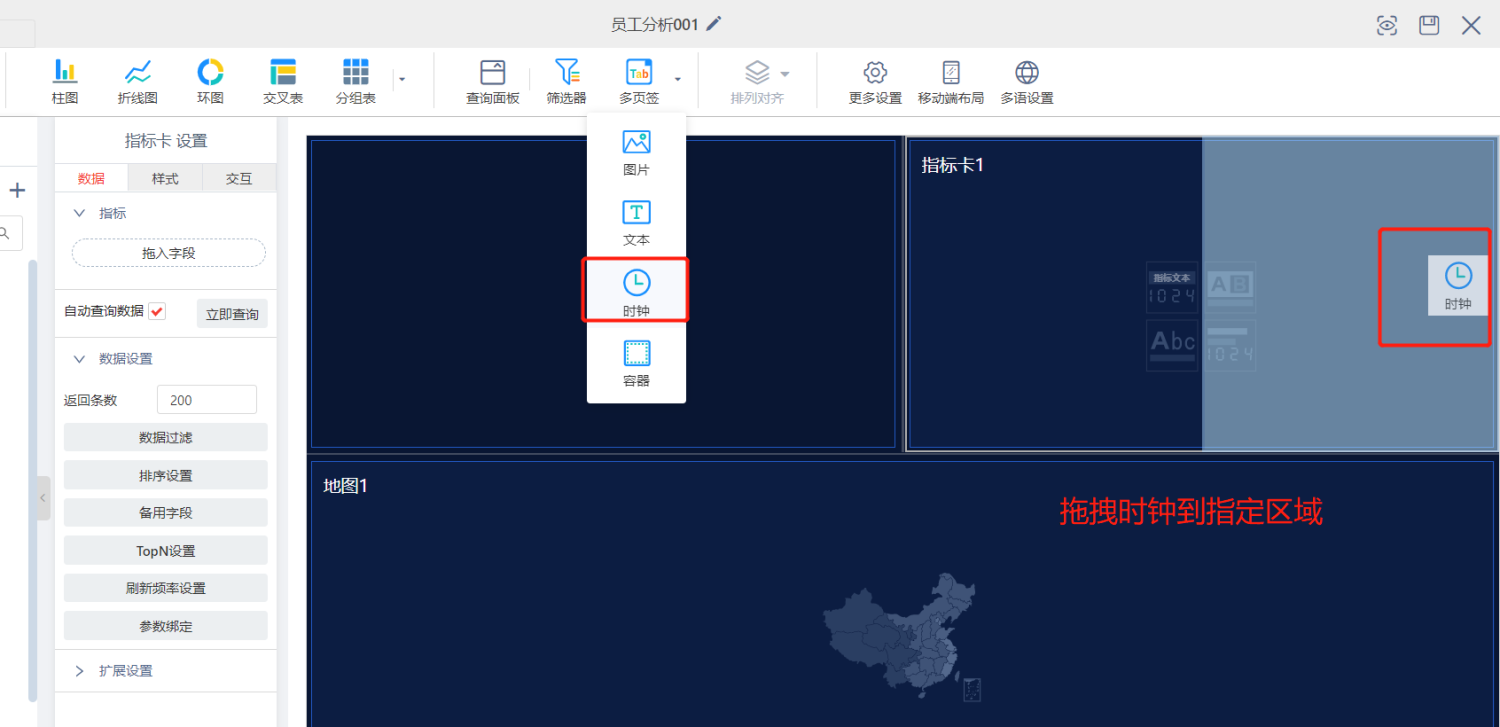 员工分析001
柱图
折线图
环图
交叉表
分组表
查询面板
筛选器
Tab
多页签
排列对齐
更多设置
移动端布局
多语设置
指标卡 设置
数据
样式
交互
指标
拖入字段
自动查询数据
立即查询
数据设置
返回条数
200
数据过滤
排序设置
备用字段
TopN设置
刷新频率设置
参数绑定
扩展设置
图片
T
文本
时钟
容器
指标卡1
指标文本
1024
AB
Abc
1024
时钟
地图1
拖拽时钟到指定区域